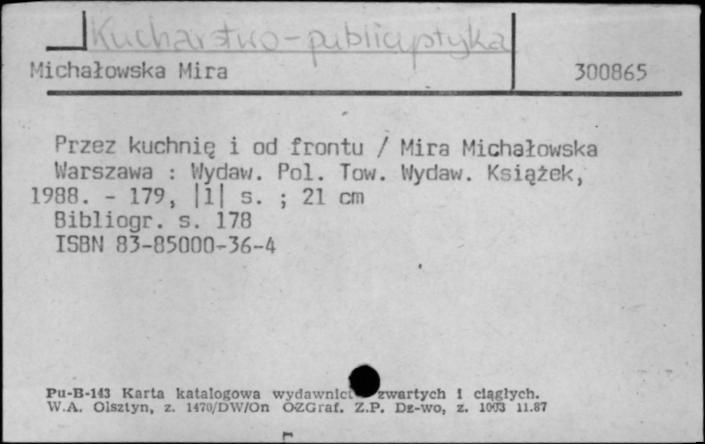 Kucharstwo - publicystyka
Michałowska Mira 300865
Przez kuchnię i od frontu / Mira Michałowska
Warszawa : Wydaw. Pol. Tow. Wydaw. Książek,
1988. - 179, |1| s. ; 21 cm
Bibliogr. s. 178
ISBN 83-85000-36-4
Pu-B-143 Karta katalogowa zwartych i ciągłych.
W.A. Olsztyn, z. 1470/DW/On OZGraf. Z.P. Dz-wo, z. 11.87